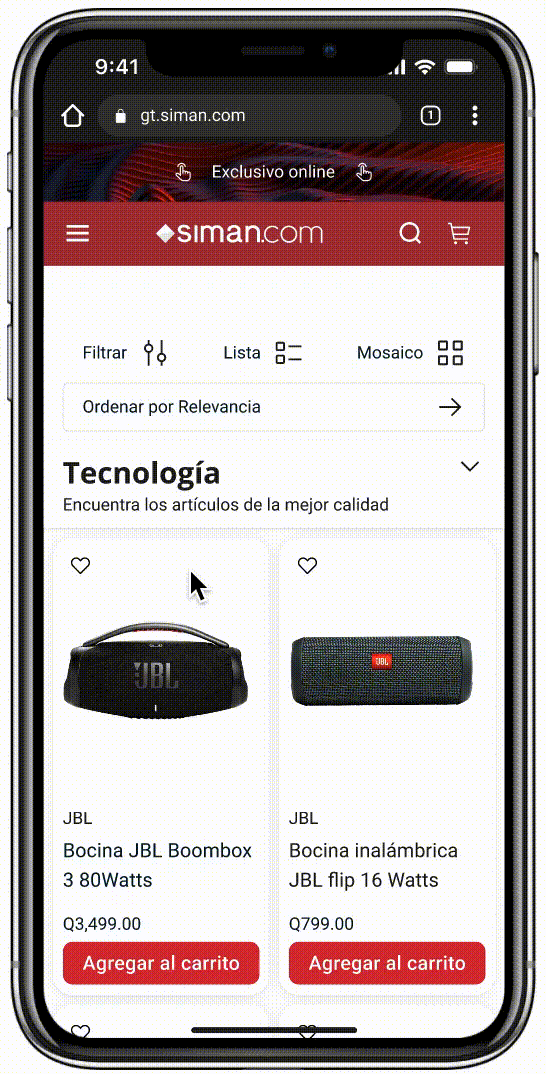 9:41
gt.siman.com
1
Exclusivo online
siman.com
Filtrar
Lista
Mosaico
Ordenar por Relevancia
Tecnología
Encuentra los artículos de la mejor calidad
JBL
JBL
JBL
JBL
Bocina JBL Boombox
3 80Watts
Bocina inalámbrica
JBL flip 16 Watts
Q3,499.00
Q799.00
Agregar al carrito
Agregar al carrito